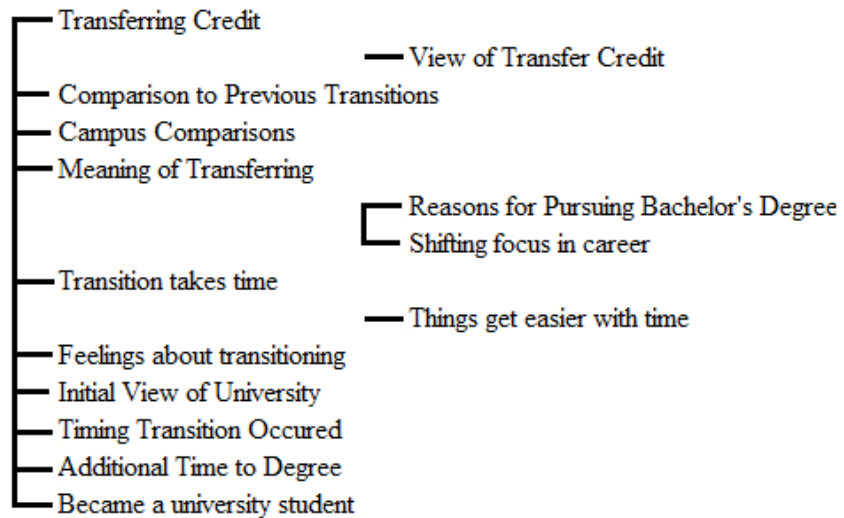 Transferring Credit
View of Transfer Credit
Comparison to Previous Transitions
Campus Comparisons
Meaning of Transferring
Reasons for Pursuing Bachelor's Degree
Shifting focus in career
Transition takes time
Things get easier with time
Feelings about transitioning
Initial View of University
Timing Transition Occured
Additional Time to Degree
Became a university student